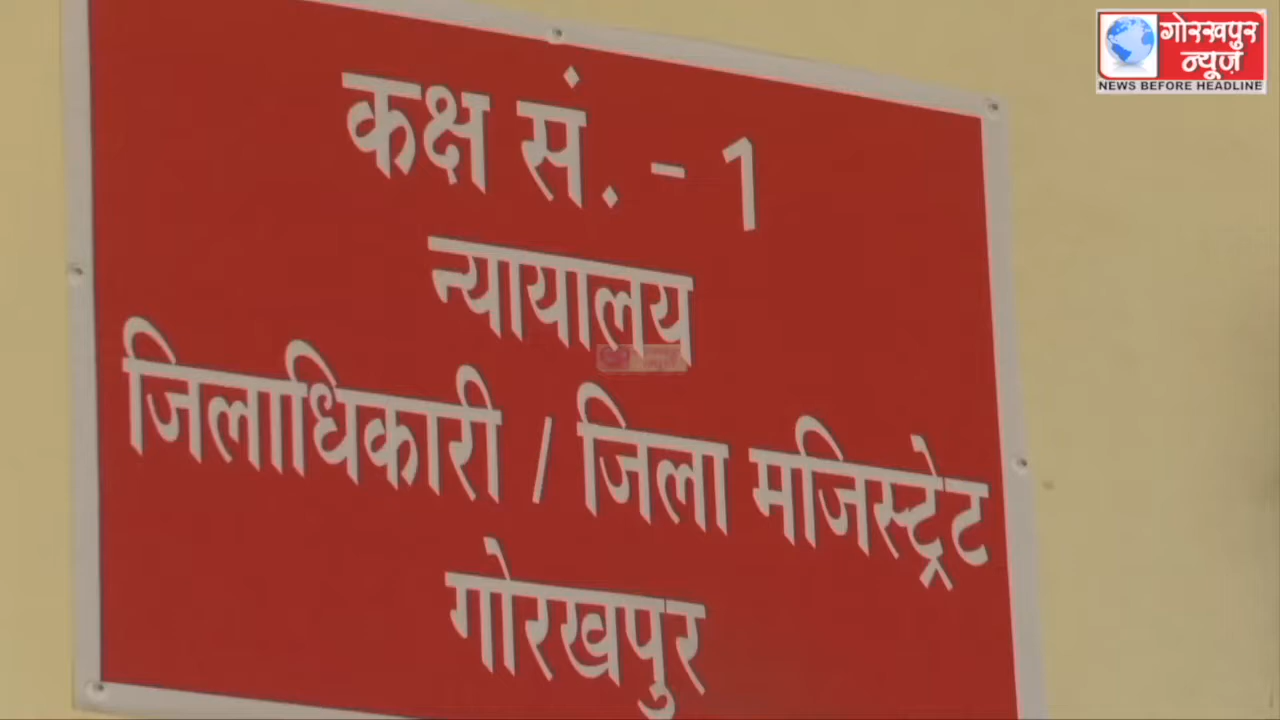 गोरखपुर
न्यूज़
NEWS BEFORE HEADLINE
कक्ष सं. - 1
न्यायालय
जिलाधिकारी / जिला मजिस्ट्रेट
गोरखपुर